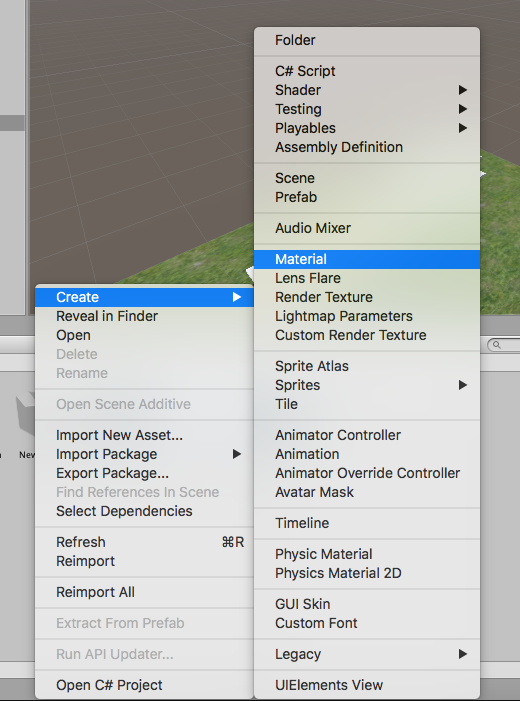 Folder
C# Script
Shader
Testing
Playables
Assembly Definition
Scene
Prefab
Audio Mixer
Material
Lens Flare
Render Texture
Lightmap Parameters
Custom Render Texture
Sprite Atlas
Sprites
Tile
Animator Controller
Animation
Animator Override Controller
Avatar Mask
Timeline
Physic Material
Physics Material 2D
GUI Skin
Custom Font
Legacy
UIElements View
Create
Reveal in Finder
Open
Delete
Rename
Open Scene Additive
Import New Asset...
Import Package
Export Package...
Find References In Scene
Select Dependencies
Refresh ⌘R
Reimport
Reimport All
Extract From Prefab
Run API Updater...
Open C# Project
New